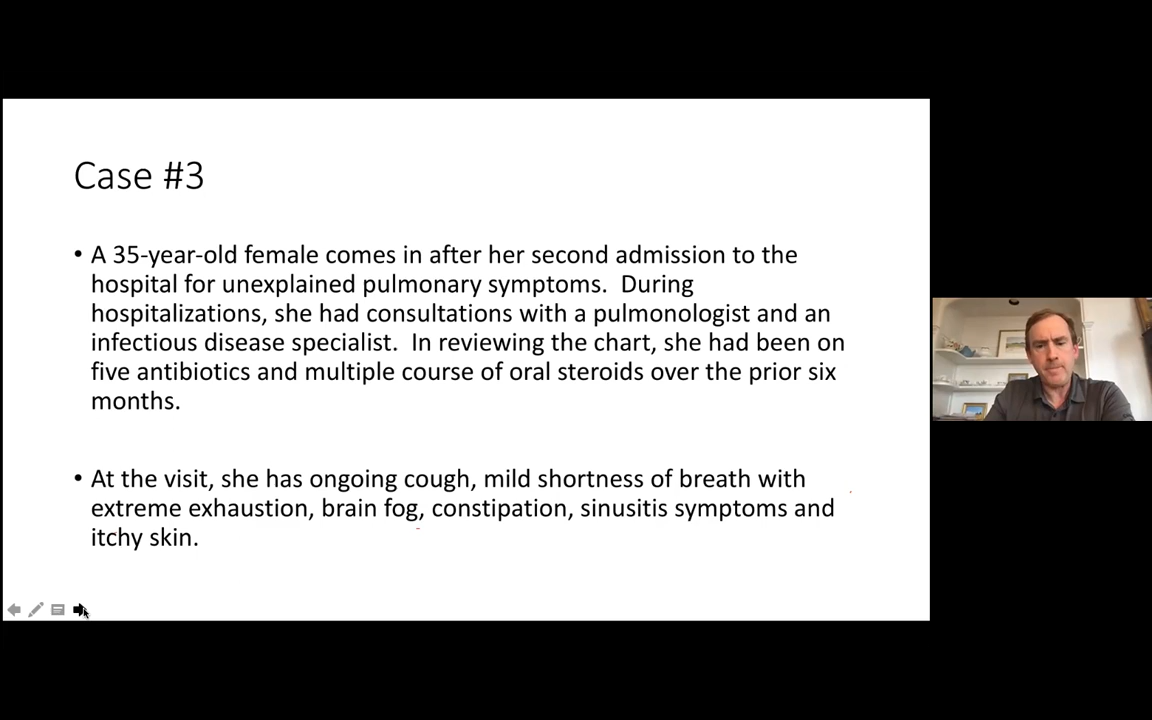 Case #3
• A 35-year-old female comes in after her second admission to the
hospital for unexplained pulmonary symptoms.  During
hospitalizations, she had consultations with a pulmonologist and an
infectious disease specialist.  In reviewing the chart, she had been on
five antibiotics and multiple course of oral steroids over the prior six
months.
• At the visit, she has ongoing cough, mild shortness of breath with
extreme exhaustion, brain fog, constipation, sinusitis symptoms and
itchy skin.